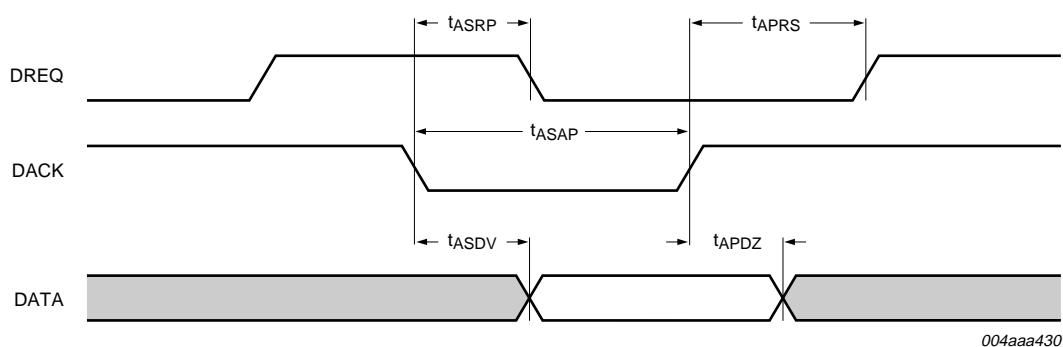 tASRP
tAPRS
DREQ
tASAP
DACK
tASDV
tAPDZ
DATA
004aaa430